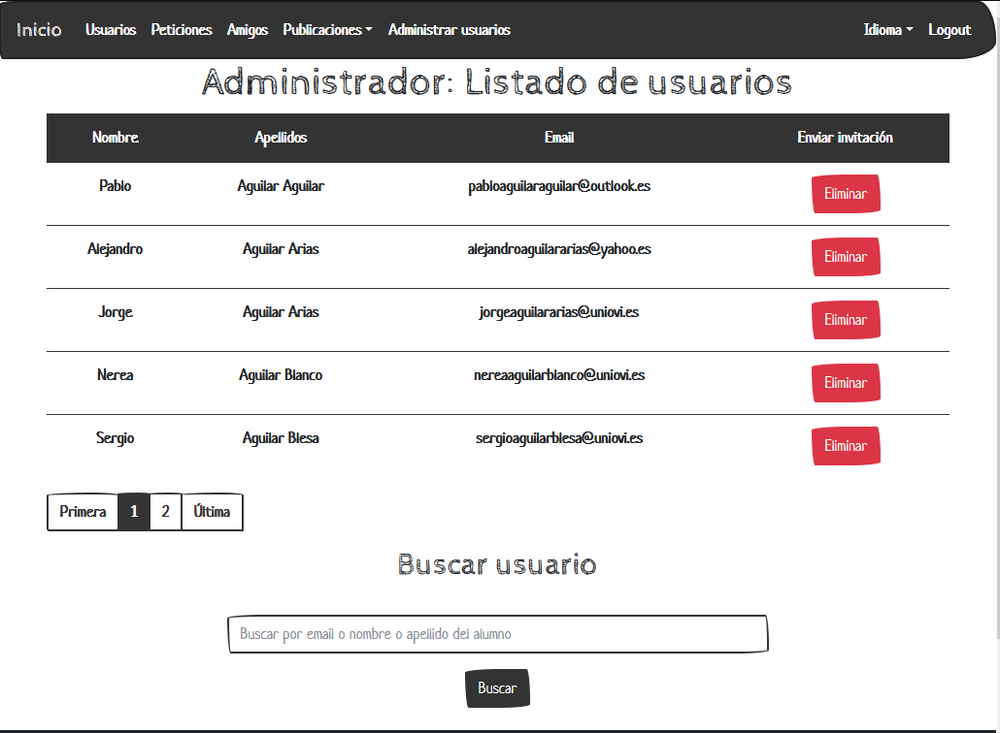 Inicio Usuarios Peticiones Amigos Publicaciones Administrar usuarios Idioma Logout
Administrador: Listado de usuarios
Nombre Apellidos Email Enviar invitación
Pablo Aguilar Aguilar pabloaguilaraguilar@outlook.es Eliminar
Alejandro Aguilar Arias alejandroaguilararias@yahoo.es Eliminar
Jorge Aguilar Arias jorgeaguilararias@uniovi.es Eliminar
Nerea Aguilar Blanco nereaaguilarblanco@uniovi.es Eliminar
Sergio Aguilar Blesa sergioaguilarblesa@uniovi.es Eliminar
Primera 1 2 Última
Buscar usuario
Buscar por email o nombre o apellido del alumno
Buscar